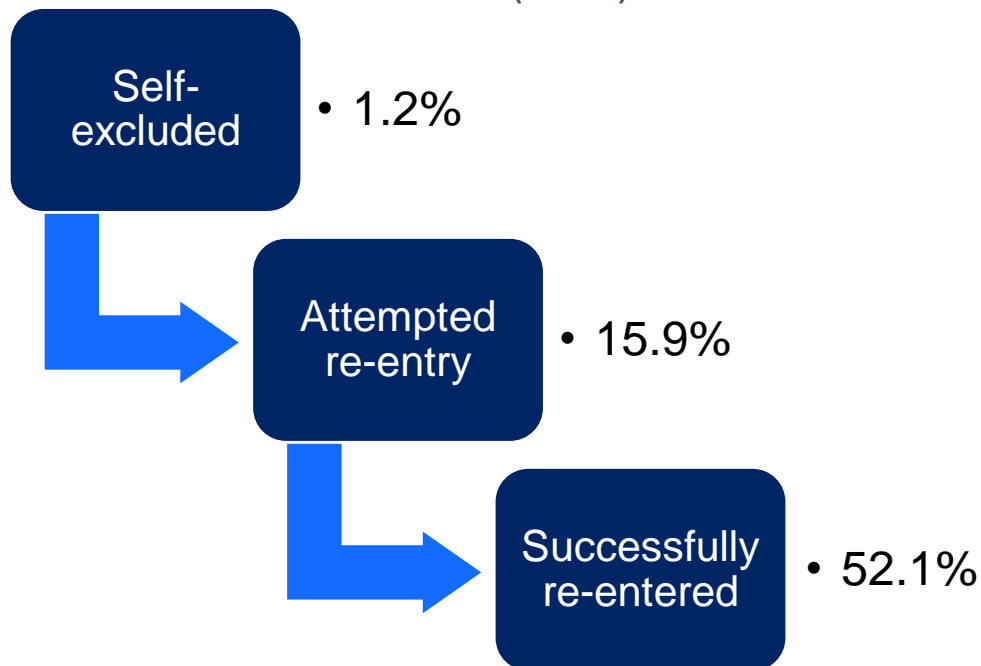 Self-
excluded
• 1.2%
Attempted
re-entry
• 15.9%
Successfully
re-entered
• 52.1%